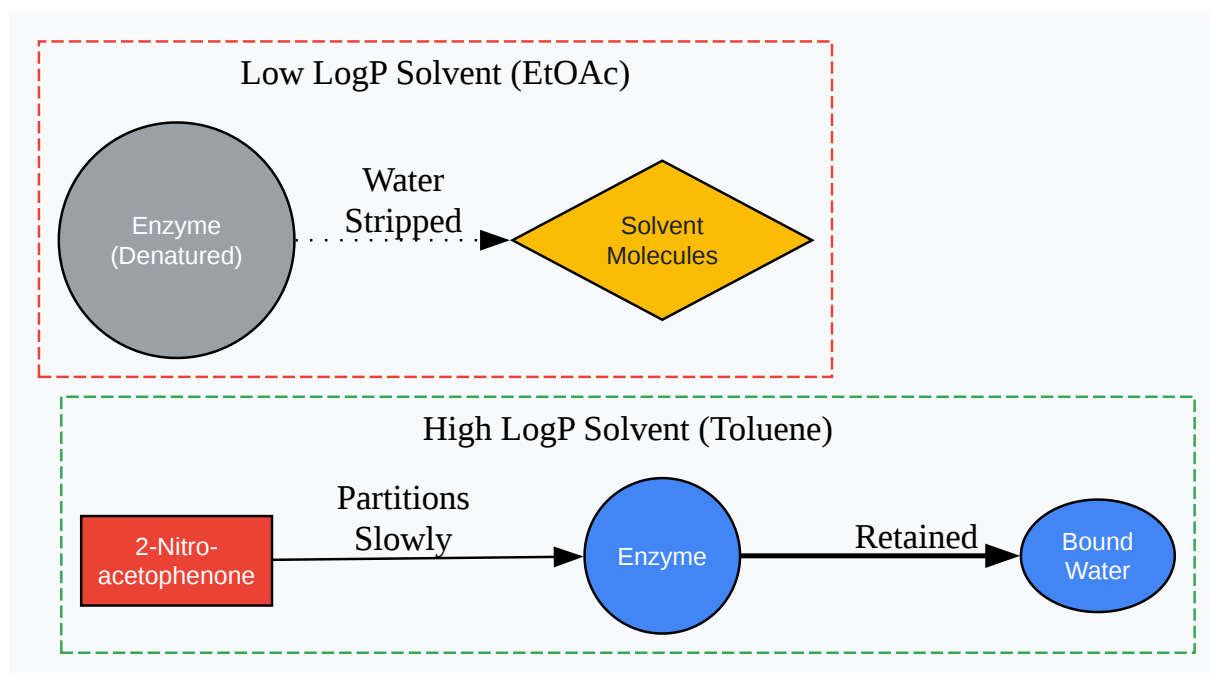 Low LogP Solvent (EtOAc)
Enzyme
(Denatured)
Water
Stripped
Solvent
Molecules
High LogP Solvent (Toluene)
2-Nitro-
acetophenone
Partitions
Slowly
Enzyme
Retained
Bound
Water